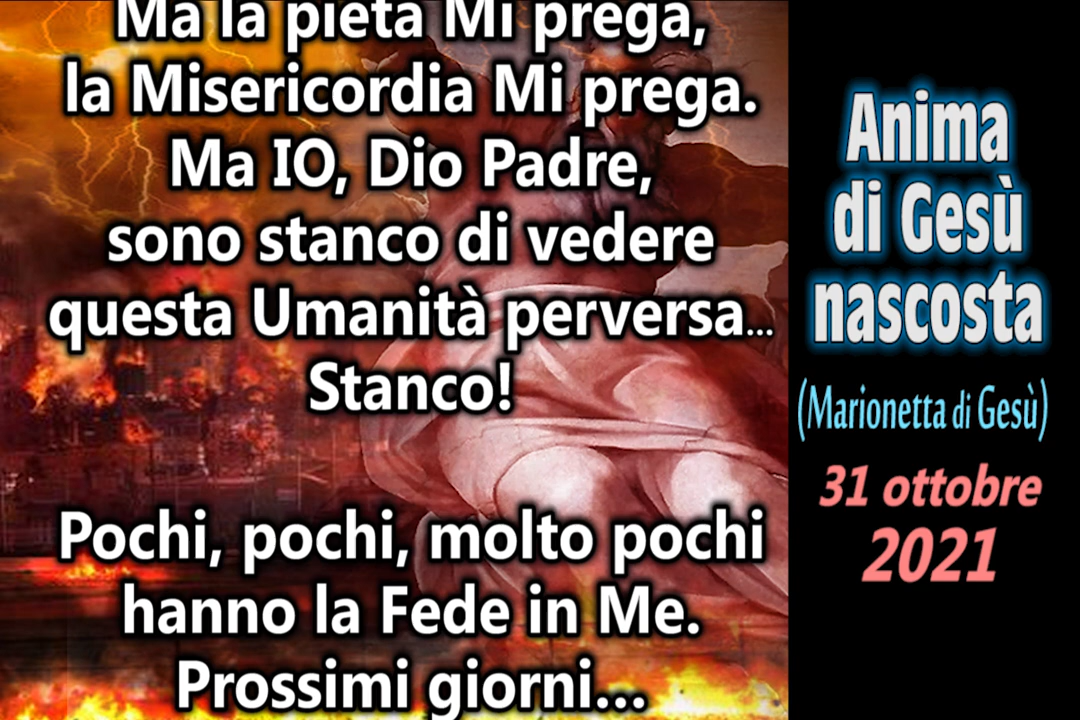 Ma la pietà Mi prega,
la Misericordia Mi prega.
Ma IO, Dio Padre,
sono stanco di vedere
questa Umanità perversa...
Stanco!
Pochi, pochi, molto pochi
hanno la Fede in Me.
Prossimi giorni...
Anima
di Gesù
nascosta
(Marionetta di Gesù)
31 ottobre
2021